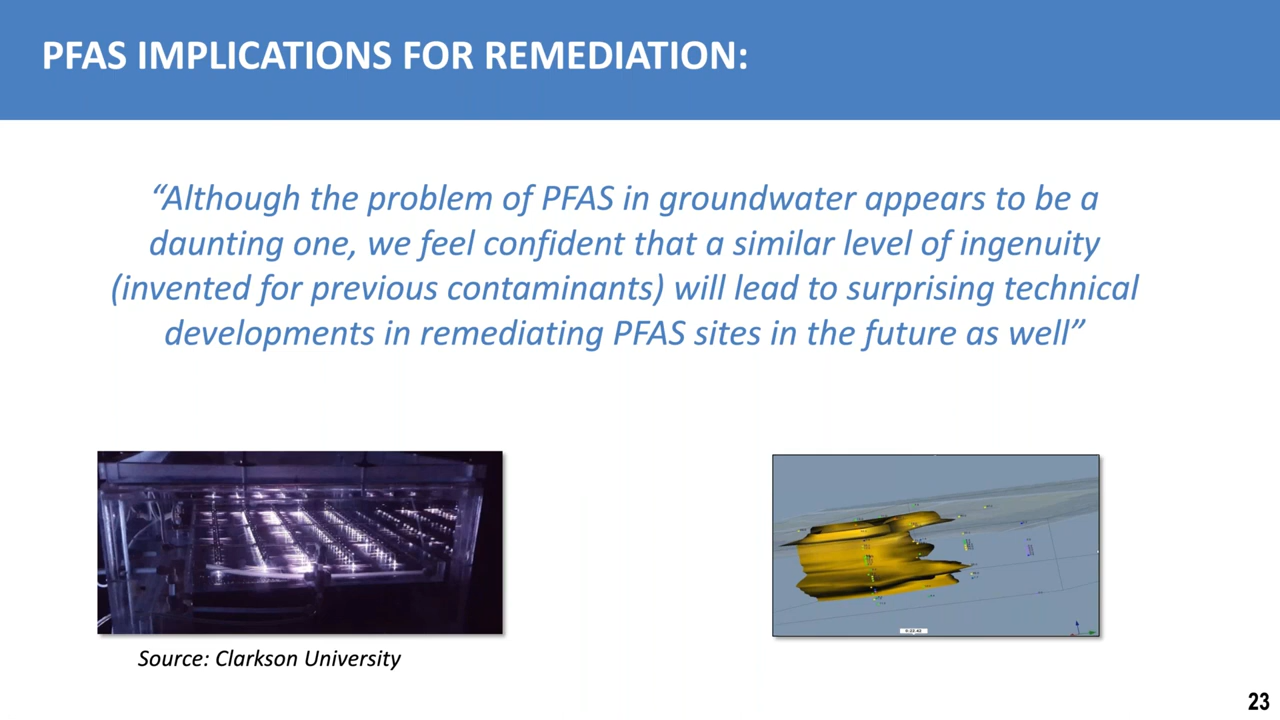 PFAS IMPLICATIONS FOR REMEDIATION:
“Although the problem of PFAS in groundwater appears to be a
daunting one, we feel confident that a similar level of ingenuity
(invented for previous contaminants) will lead to surprising technical
developments in remediating PFAS sites in the future as well”
Source: Clarkson University
23